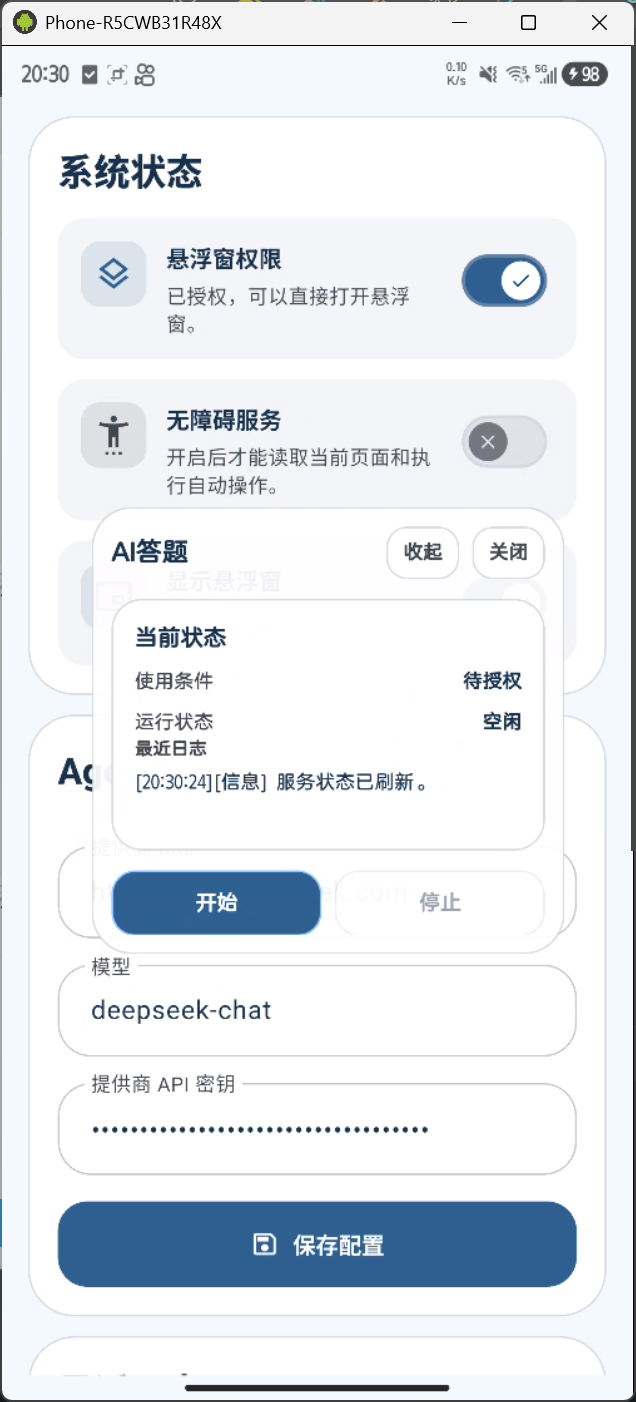 Phone-R5CWB31R48X
20:30
0.10
K/s
5G
98
系统状态
悬浮窗权限
已授权，可以直接打开悬浮
窗。
无障碍服务
开启后才能读取当前页面和执
行自动操作。
AI答题
收起
关闭
显示悬浮窗
当前状态
使用条件
待授权
运行状态
空闲
最近日志
[20:30:24][信息] 服务状态已刷新。
开始
停止
模型
deepseek-chat
提供商 API 密钥
••••••••••••••••••••••••••••••••••••
保存配置